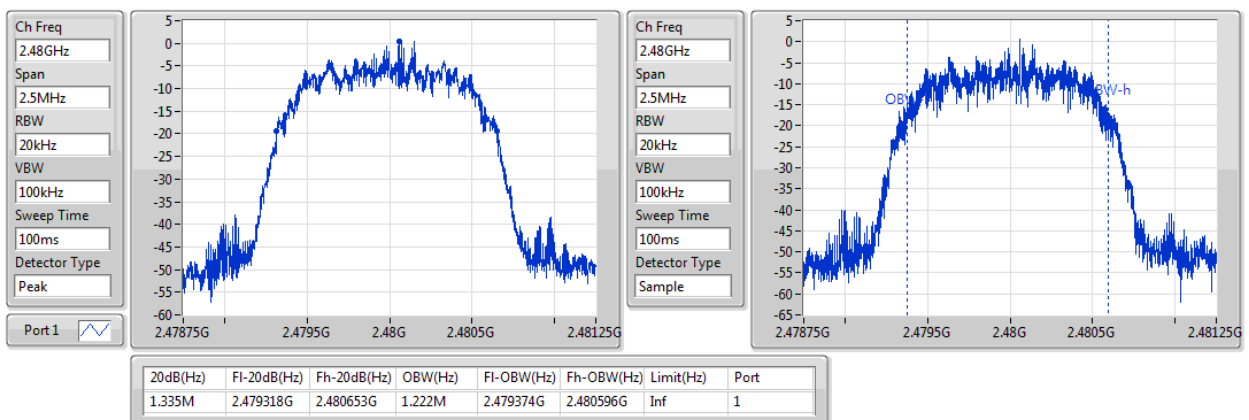 Ch Freq
2.48GHz
Span
2.5MHz
RBW
20kHz
VBW
100kHz
Sweep Time
100ms
Detector Type
Peak
Port 1
5
0
-5
-10
-15
-20
-25
-30
-35
-40
-45
-50
-55
-60
2.47875G 2.4795G 2.48G 2.4805G 2.48125G
Ch Freq
2.48GHz
Span
2.5MHz
RBW
20kHz
VBW
100kHz
Sweep Time
100ms
Detector Type
Sample
5
0
-5
-10
-15
-20
-25
-30
-35
-40
-45
-50
-55
-60
-65
OBW
BW-h
2.47875G 2.4795G 2.48G 2.4805G 2.48125G
20dB(Hz) Fl-20dB(Hz) Fh-20dB(Hz) OBW(Hz) Fl-OBW(Hz) Fh-OBW(Hz) Limit(Hz) Port
1.335M 2.479318G 2.480653G 1.222M 2.479374G 2.480596G Inf 1